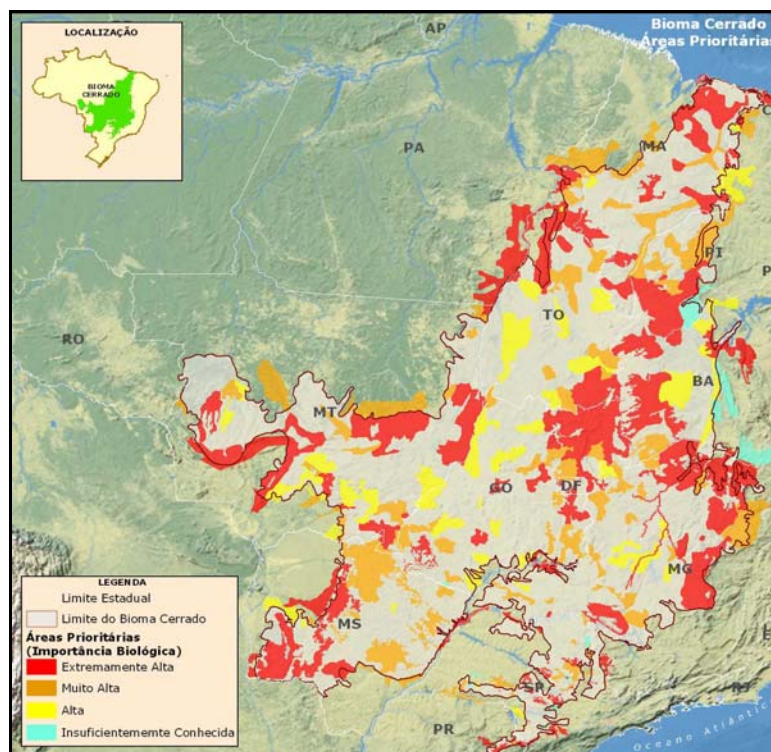 LOCALIZAÇÃO
BIOMA
CERRADO
Bioma Cerrado
Áreas Prioritárias
AP
PA
MA
PI
TO
RO
BA
MT
GO
DF
MG
MS
SP
RJ
PR
Oceano Atlântico
LEGENDA
Limite Estadual
Limite do Bioma Cerrado
Áreas Prioritárias
(Importância Biológica)
Extremamente Alta
Muito Alta
Alta
Insuficientememte Conhecida